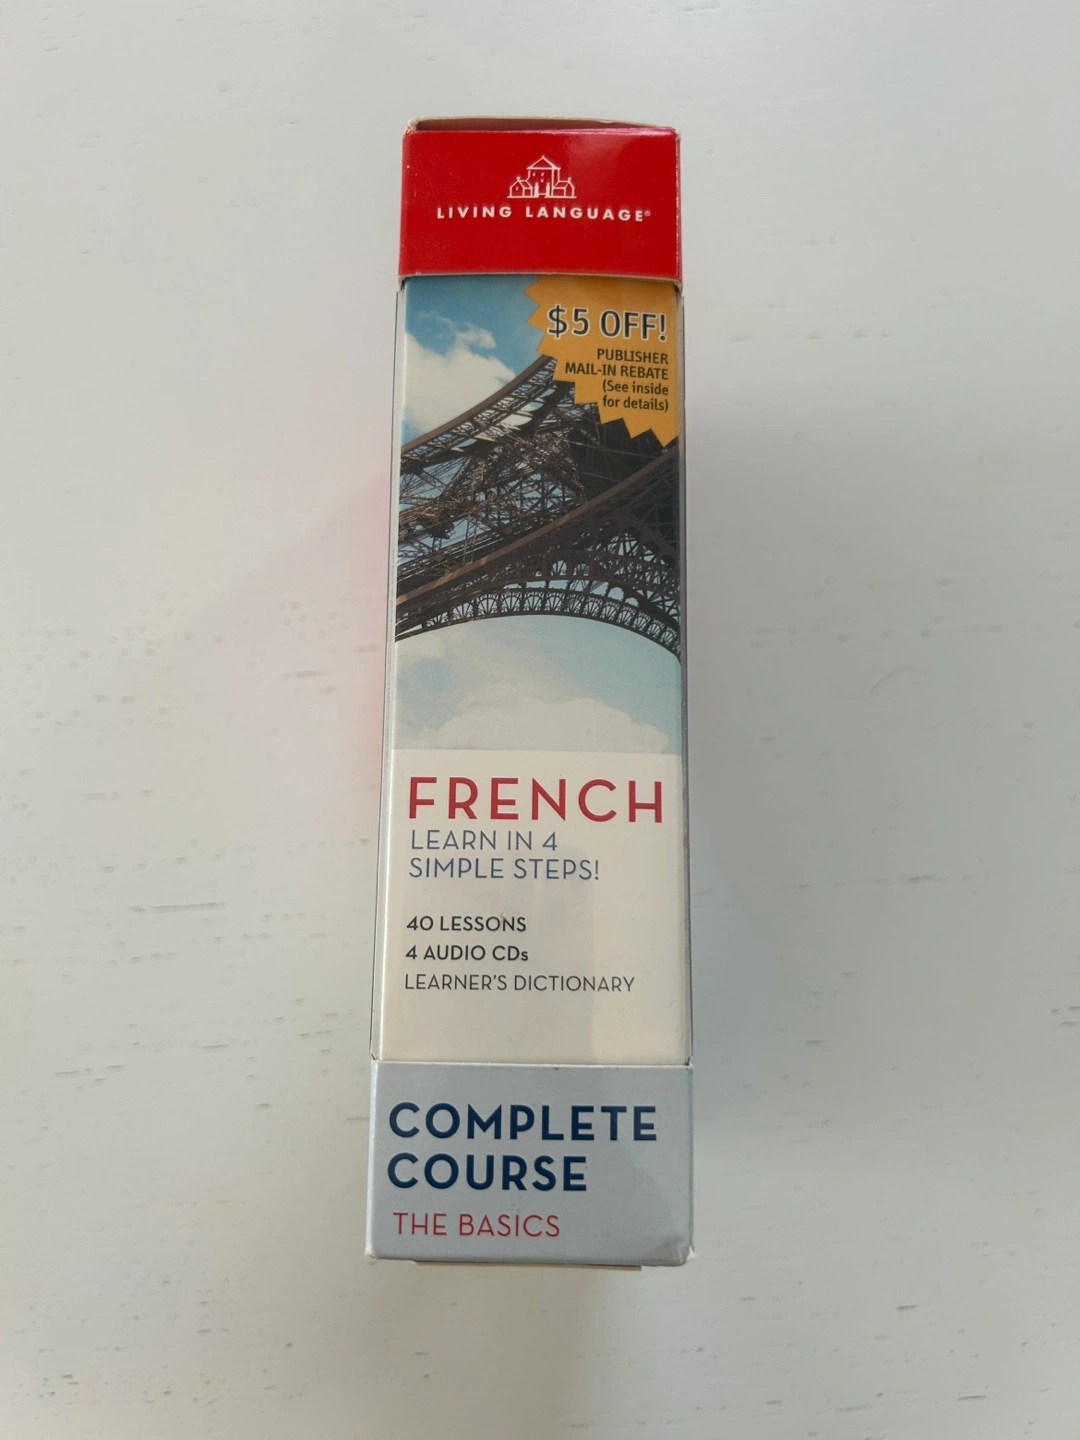 LIVING LANGUAGE®
$5 OFF!
PUBLISHER
MAIL-IN REBATE
(See inside
for details)
FRENCH
LEARN IN 4
SIMPLE STEPS!
40 LESSONS
4 AUDIO CDs
LEARNER'S DICTIONARY
COMPLETE
COURSE
THE BASICS